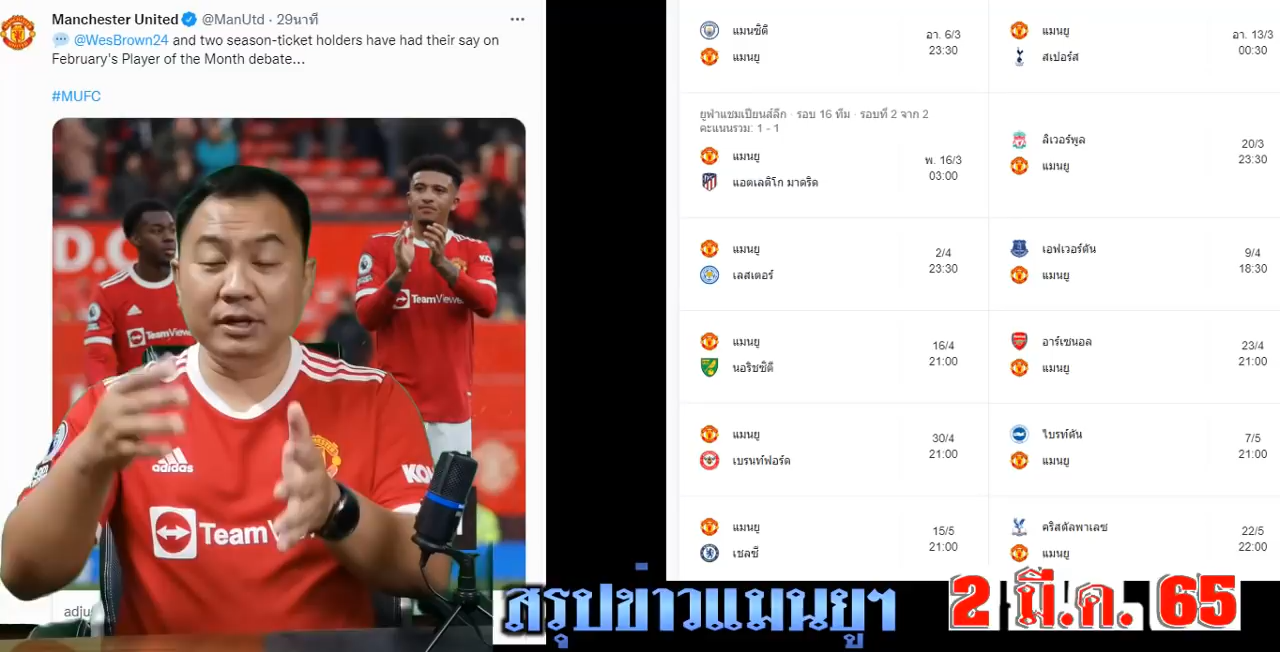 Manchester United @ManUtd · 29นาที
💬 @WesBrown24 and two season-ticket holders have had their say on
February's Player of the Month debate...
#MUFC
D.C
TeamViewer
TeamViewe
adidas
KOH
TeamV
adju
แมนซิตี
แมนยู
อา. 6/3
23:30
แมนยู
สเปอร์ส
อา. 13/3
00:30
ยูฟ่าแชมเปียนส์ลีก · รอบ 16 ทีม · รอบที่ 2 จาก 2
คะแนนรวม: 1 - 1
แมนยู
แอตเลติโก มาดริด
พ. 16/3
03:00
ลิเวอร์พูล
แมนยู
20/3
23:30
แมนยู
เลสเตอร์
2/4
23:30
เอฟเวอร์ตัน
แมนยู
9/4
18:30
แมนยู
นอริชซิตี
16/4
21:00
อาร์เซนอล
แมนยู
23/4
21:00
แมนยู
เบรนท์ฟอร์ด
30/4
21:00
ไบรท์ตัน
แมนยู
7/5
21:00
แมนยู
เชลซี
15/5
21:00
คริสตัลพาเลซ
แมนยู
22/5
22:00
สรุปข่าวแมนยูฯ 2 มี.ค. 65